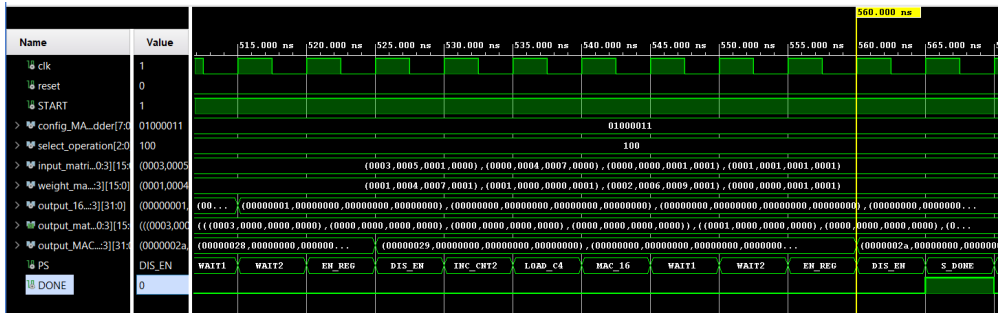 560.000 ns
Name Value
515.000 ns 520.000 ns 525.000 ns 530.000 ns 535.000 ns 540.000 ns 545.000 ns 550.000 ns 555.000 ns 560.000 ns 565.000 ns
clk 1
reset 0
START 1
config_MA...dder[7:0 01000011 01000011
select_operation[2:0 100 100
input_matri...0:3][15: (0003,0005 (0003,0005,0001,0000),(0000,0004,0007,0000),(0000,0000,0001,0001),(0001,0001,0001,0001)
weight_ma...:3][15:0] (0001,0004 (0001,0004,0007,0001),(0001,0000,0000,0001),(0002,0006,0009,0001),(0000,0000,0001,0001)
output_16...:3][31:0] (00000001, (00... (00000001,00000000,00000000,00000000),(00000000,00000000,00000000,00000000),(00000000,00000000,00000000,00000000),(00000000,0000000...
output_mat...0:3][15: (((0003,000 (((0003,0000,0000,000),(0000,0000,0000,0000),(0000,0000,0000,0000),(0000,0000,0000,0000)),((0001,0000,0000,0000),(0000,0000,0000,0000),(0...
output_MAC...:3][31:( (0000002a, (00000028,00000000,000000... (00000029,00000000,00000000,00000000),(00000000,00000000,00000000,0000000... (0000002a,00000000,000000
PS DIS_EN WAIT1 WAIT2 EN_REG DIS_EN INC_CNT2 LOAD_C4 MAC_16 WAIT1 WAIT2 EN_REG DIS_EN S_DONE
DONE 0